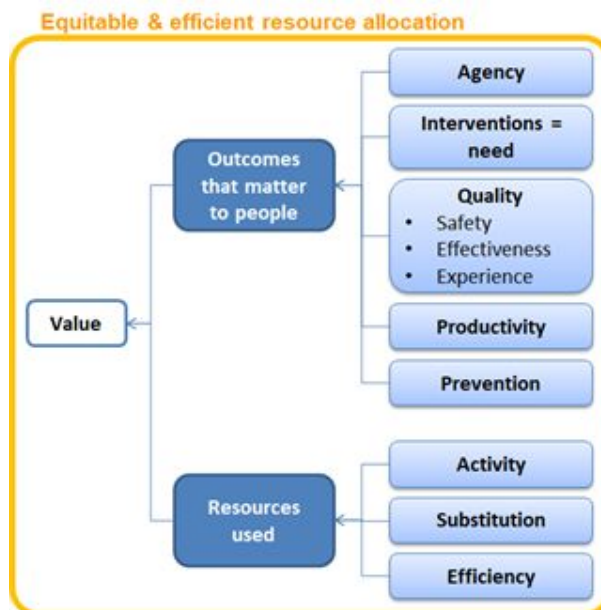 Equitable & efficient resource allocation
Agency
Interventions =
need
Outcomes
that matter
to people
Quality
• Safety
• Effectiveness
• Experience
Value
Productivity
Prevention
Activity
Resources
used
Substitution
Efficiency